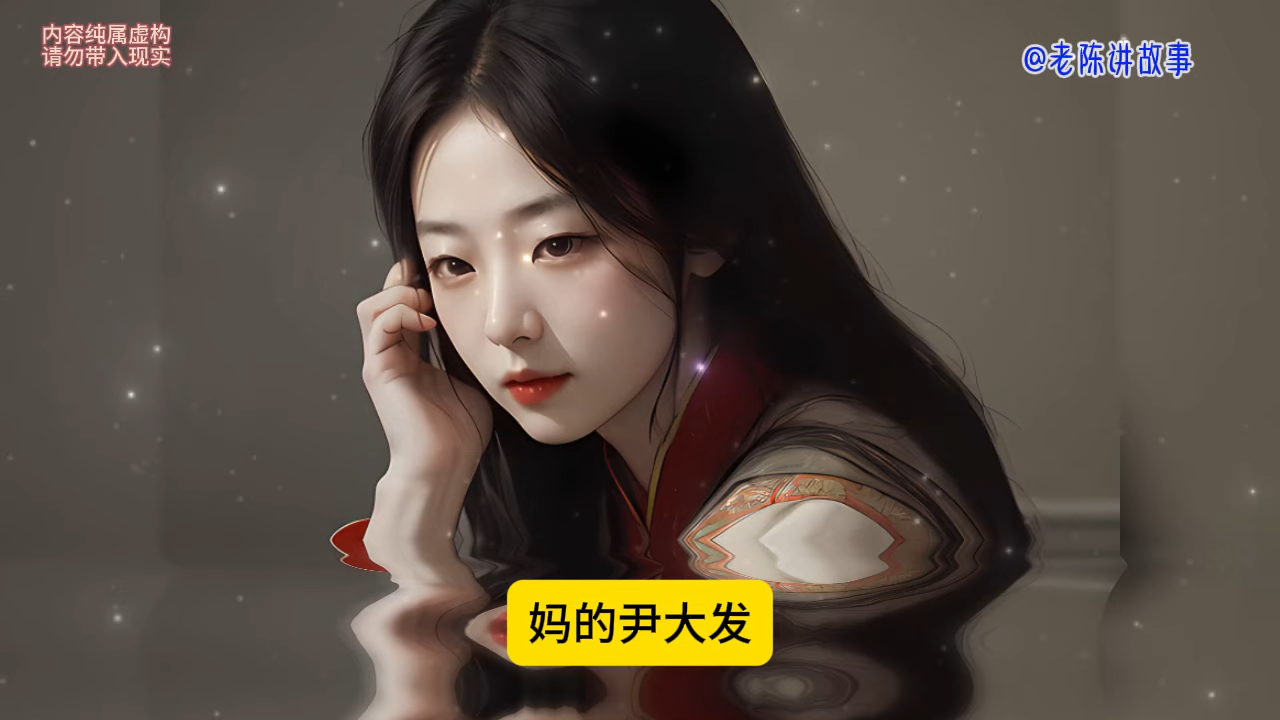 内容纯属虚构
请勿带入现实
@老陈讲故事
妈的尹大发